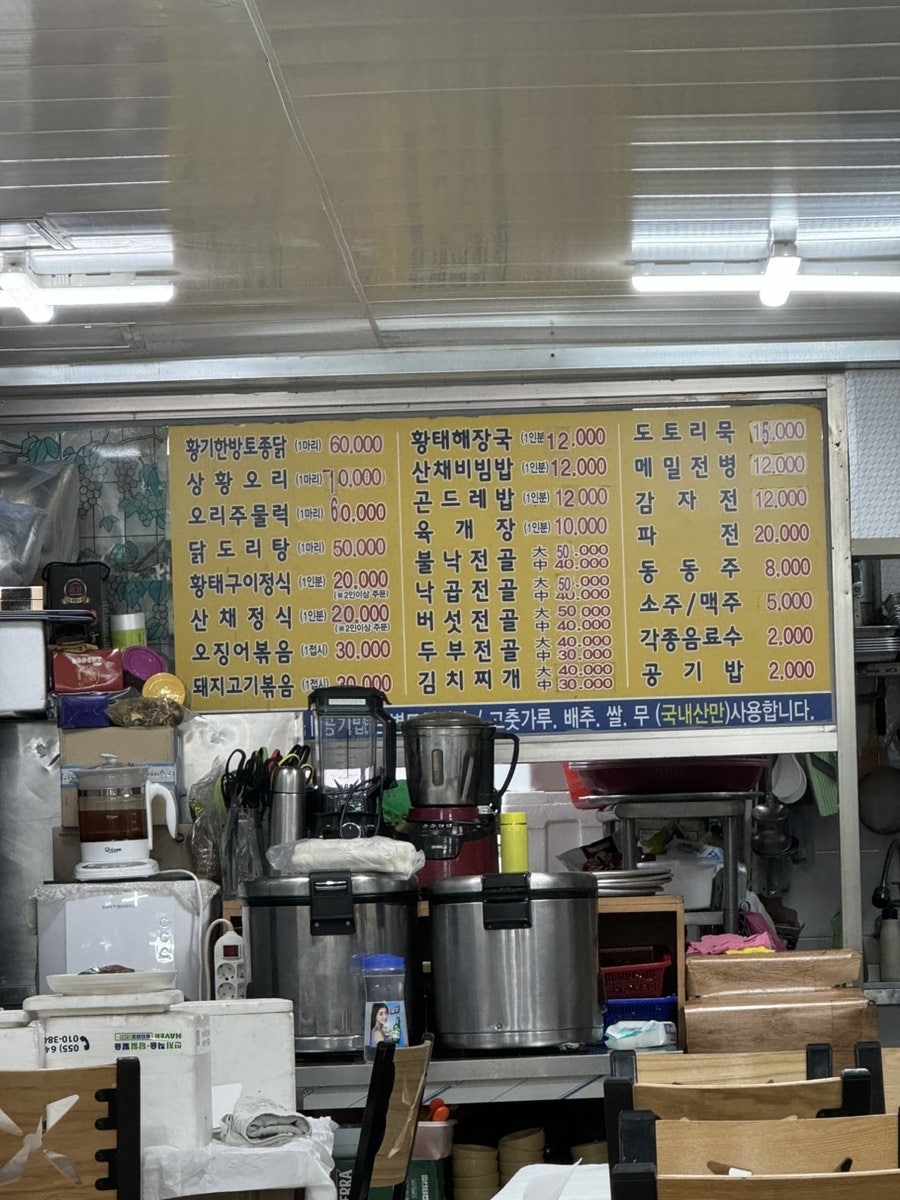 황기한방토종닭 (1마리) 60.000
상황오리 (1마리) 70.000
오리주물럭 (1마리) 60.000
닭도리탕 (1마리) 50.000
황태구이정식 (1인분) 20.000
(※2인이상 주문)
산채정식 (1인분) 20.000
(※2인이상 주문)
오징어볶음 (1접시) 30.000
돼지고기볶음 (1접시) 30.000
황태해장국 (1인분) 12.000
산채비빔밥 (1인분) 12.000
곤드레밥 (1인분) 12.000
육개장 (1인분) 10.000
불낙전골 大 50.000
中 40.000
낙곱전골 大 50.000
中 40.000
버섯전골 大 50.000
中 40.000
두부전골 大 40.000
中 30.000
김치찌개 大 40.000
中 30.000
도토리묵 15.000
메밀전병 12.000
감자전 12.000
파전 20.000
동동주 8.000
소주/맥주 5.000
각종음료수 2.000
공기밥 2.000
고춧가루. 배추. 쌀. 무 (국내산만)사용합니다.
NAVER
055) 6
010-38